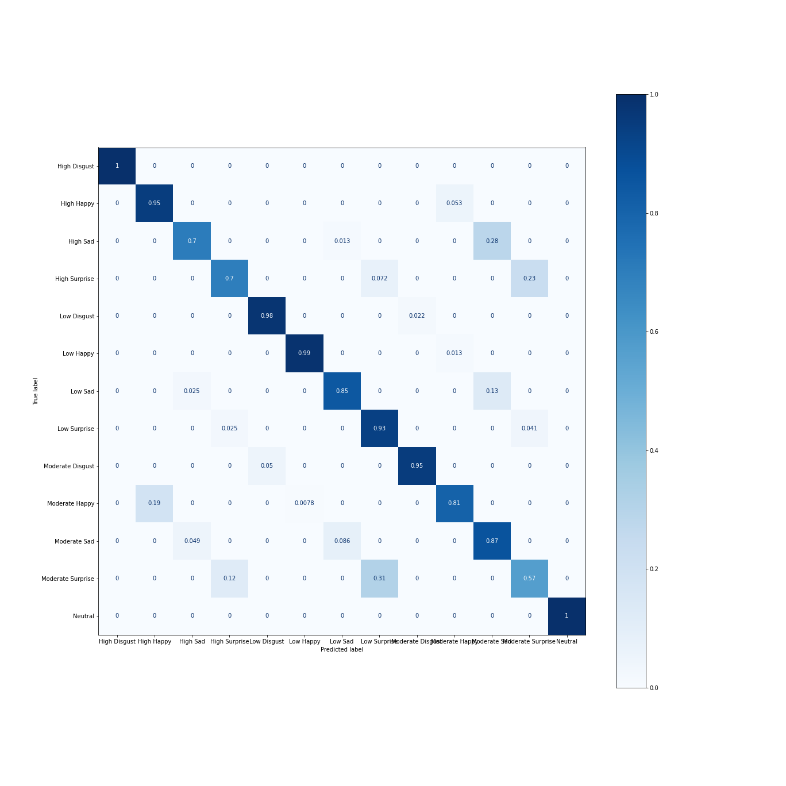 1.0
High Disgust 1 0 0 0 0 0 0 0 0 0 0 0 0
High Happy 0 0.95 0 0 0 0 0 0 0 0.053 0 0 0
0.8
High Sad 0 0 0.7 0 0 0 0.013 0 0 0 0.28 0 0
High Surprise 0 0 0 0.7 0 0 0 0.072 0 0 0 0.23 0
Low Disgust 0 0 0 0 0.98 0 0 0 0.022 0 0 0 0
0.6
Low Happy 0 0 0 0 0 0.99 0 0 0 0.013 0 0 0
True label
Low Sad 0 0 0.025 0 0 0 0.85 0 0 0 0.13 0 0
0.4
Low Surprise 0 0 0 0.025 0 0 0 0.93 0 0 0 0.041 0
Moderate Disgust 0 0 0 0 0.05 0 0 0 0.95 0 0 0 0
Moderate Happy 0 0.19 0 0 0 0.0078 0 0 0 0.81 0 0 0
Moderate Sad 0 0 0.049 0 0 0 0.086 0 0 0 0.87 0 0
0.2
Moderate Surprise 0 0 0 0.12 0 0 0 0.31 0 0 0 0.57 0
Neutral 0 0 0 0 0 0 0 0 0 0 0 0 1
High Disgust High Happy High Sad High Surprise Low Disgust Low Happy Low Sad Low Surprise Moderate Disgust Moderate Happy Moderate Sad Moderate Surprise Neutral
Predicted label
0.0